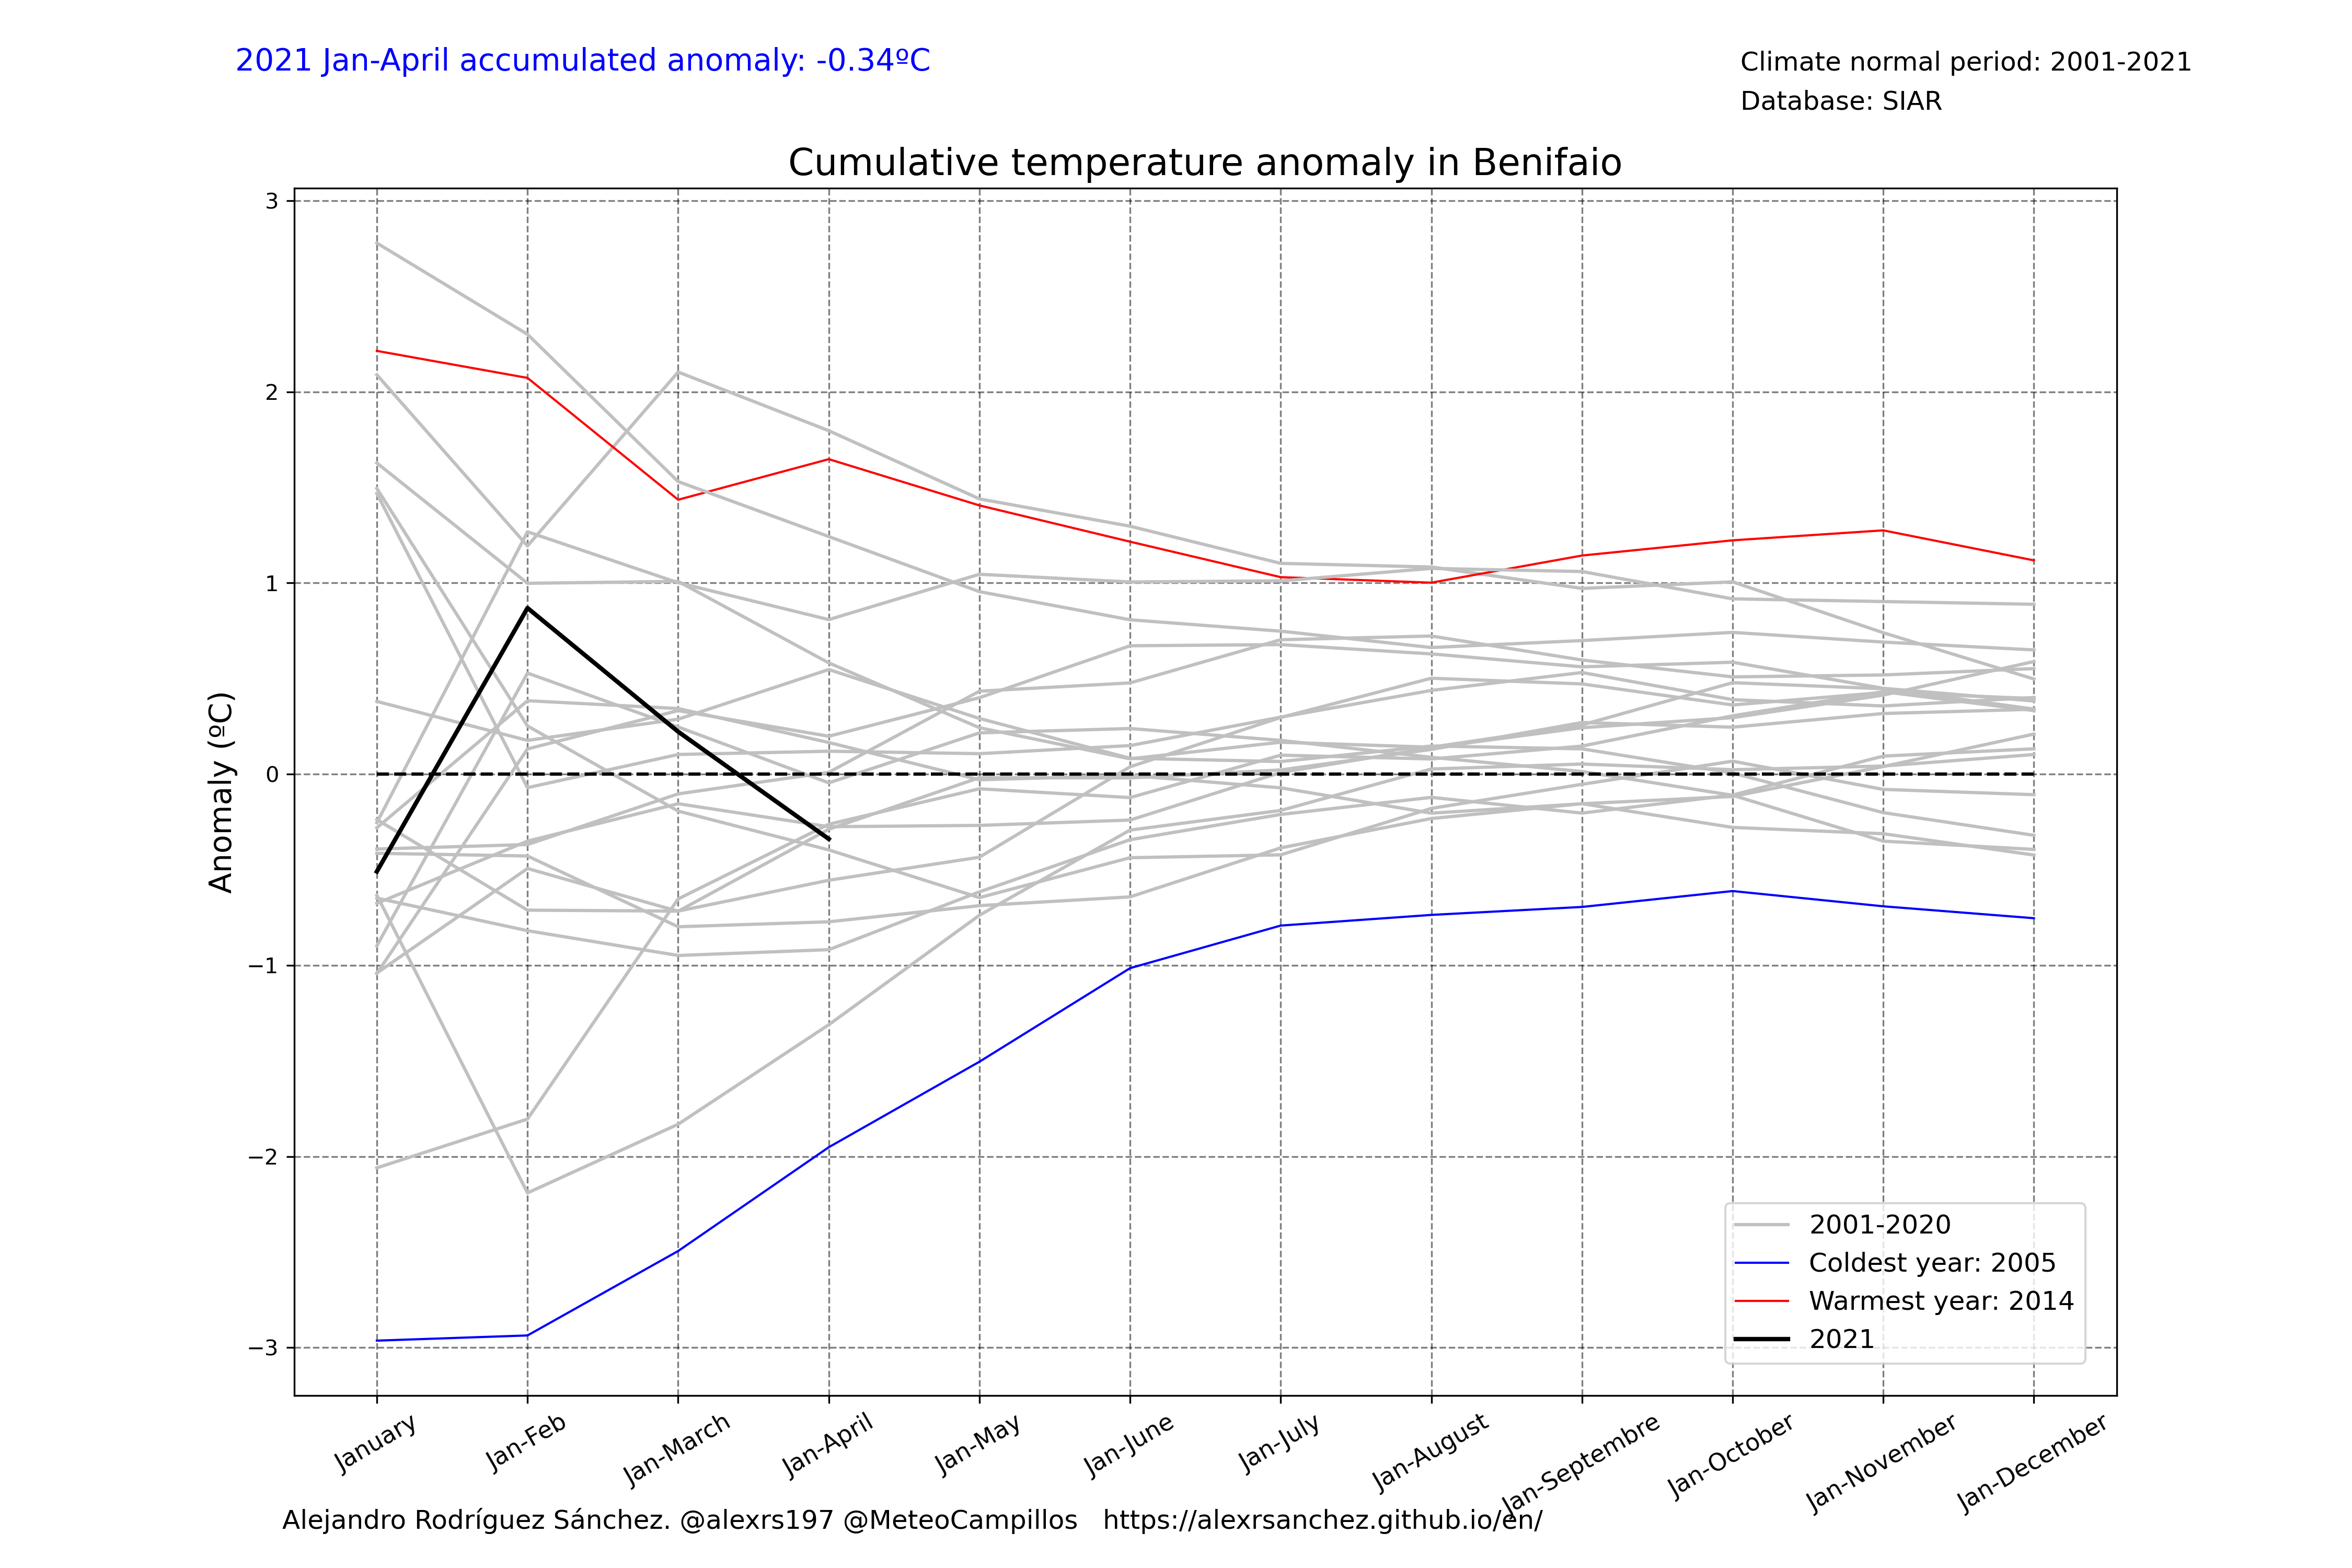 2021 Jan-April accumulated anomaly: -0.34ºC
Climate normal period: 2001-2021
Database: SIAR
Cumulative temperature anomaly in Benifaio
Anomaly (ºC)
3
2
1
0
−1
−2
−3
2001-2020
Coldest year: 2005
Warmest year: 2014
2021
January
Jan-Feb
Jan-March
Jan-April
Jan-May
Jan-June
Jan-July
Jan-August
Jan-Septembre
Jan-October
Jan-November
Jan-December
Alejandro Rodríguez Sánchez. @alexrs197 @MeteoCampillos https://alexrsanchez.github.io/en/